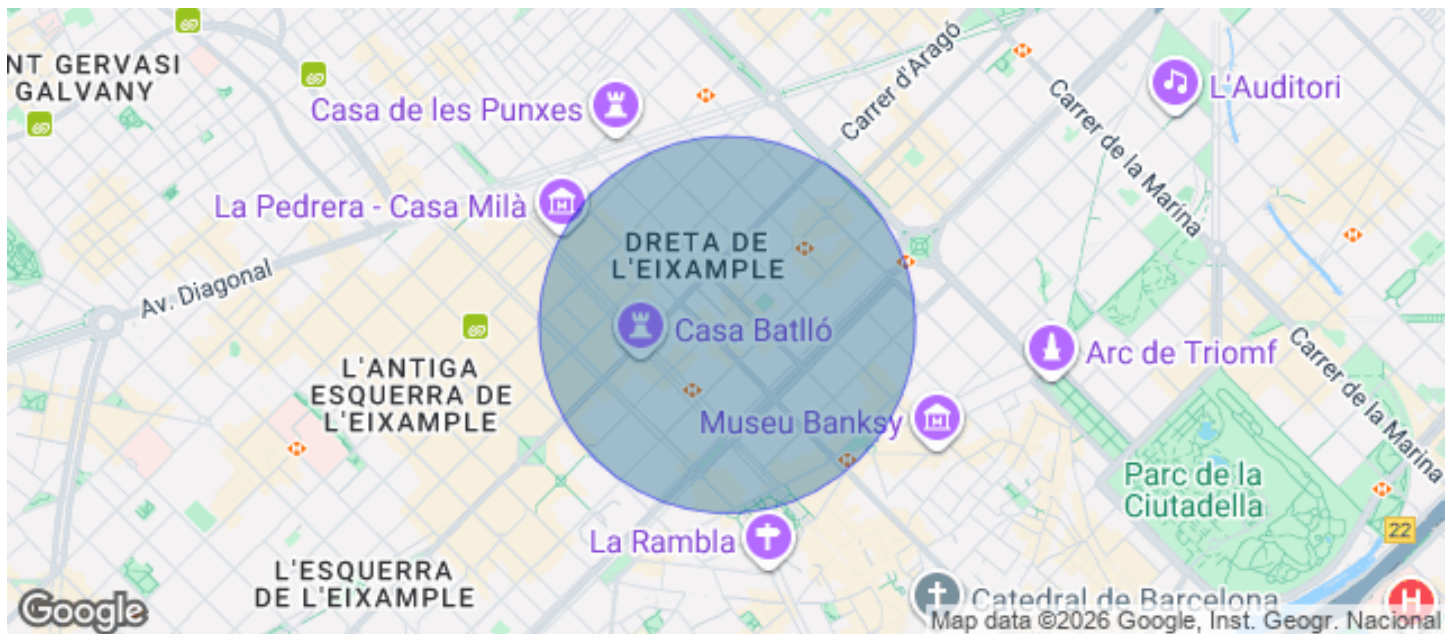 NT GERVASI
GALVANY
Casa de les Punxes
Carrer d'Aragó
L'Auditori
Carrer de la Marina
La Pedrera - Casa Milà
DRETA DE
L'EIXAMPLE
Av. Diagonal
Casa Batlló
Arc de Triomf
Carrer de la Marina
L'ANTIGA
ESQUERRA DE
L'EIXAMPLE
Museu Banksy
Parc de la
Ciutadella
22
La Rambla
L'ESQUERRA
DE L'EIXAMPLE
Catedral de Barcelona
H
Google
Map data ©2026 Google, Inst. Geogr. Nacional